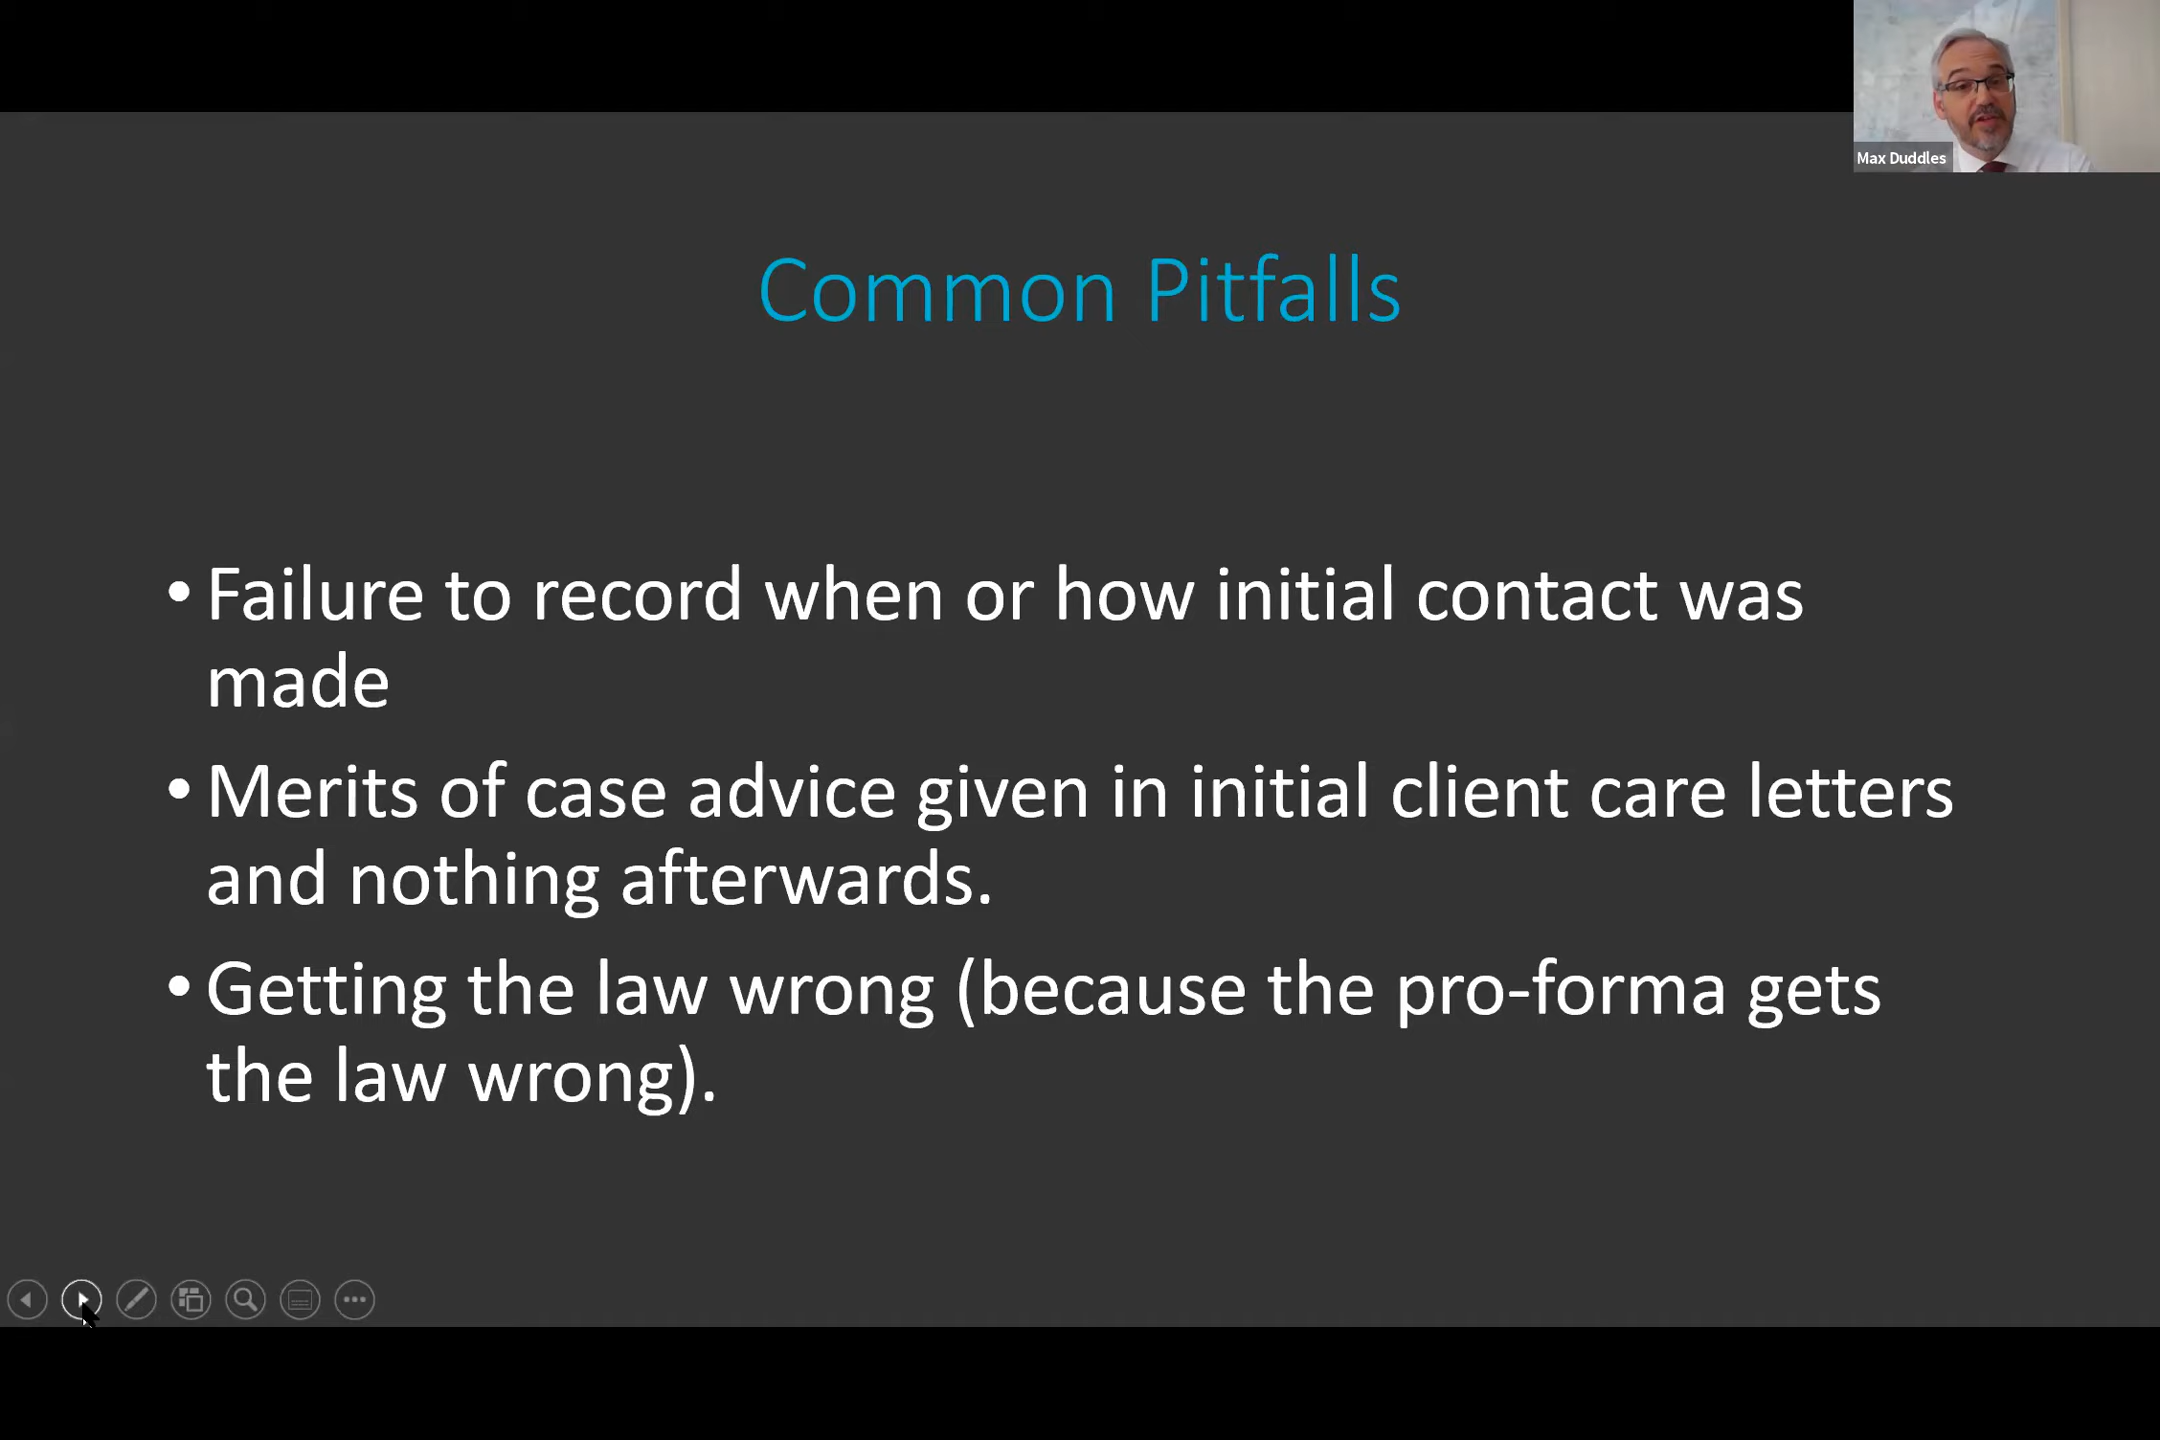 Max Duddles
Common Pitfalls
• Failure to record when or how initial contact was
made
• Merits of case advice given in initial client care letters
and nothing afterwards.
• Getting the law wrong (because the pro-forma gets
the law wrong).